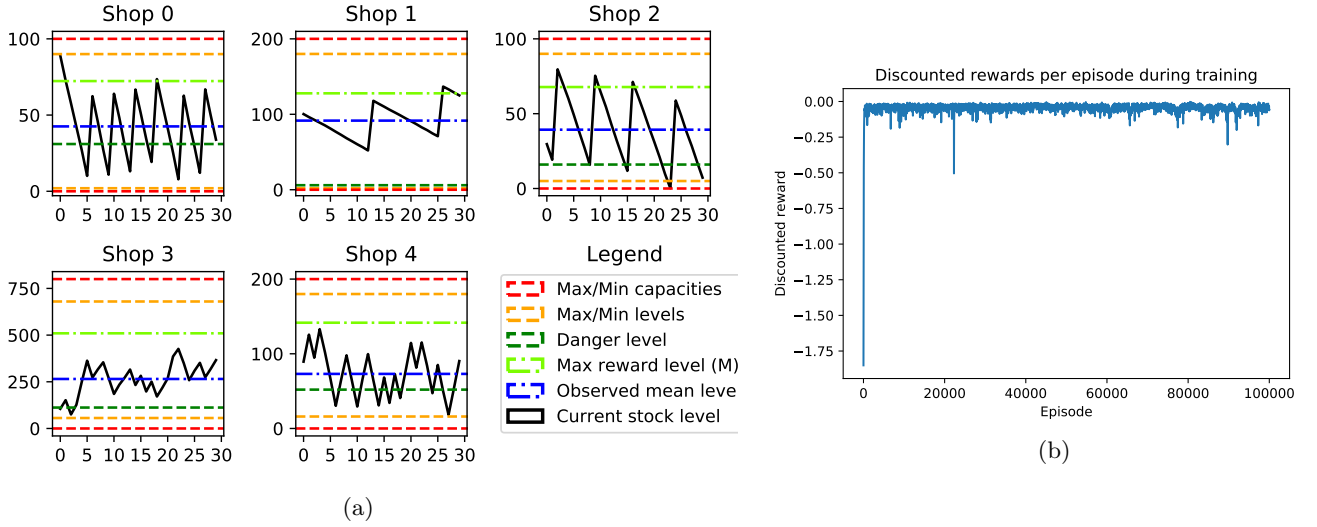 Shop 0
100
50
0
0 5 10 15 20 25 30
Shop 1
200
100
0
0 5 10 15 20 25 30
Shop 2
100
50
0
0 5 10 15 20 25 30
Shop 3
750
500
250
0
0 5 10 15 20 25 30
Shop 4
200
100
0
0 5 10 15 20 25 30
Legend
Max/Min capacities
Max/Min levels
Danger level
Max reward level (M)
Observed mean leve
Current stock level
(a)
Discounted rewards per episode during training
Discounted reward
0.00
−0.25
−0.50
−0.75
−1.00
−1.25
−1.50
−1.75
0 20000 40000 60000 80000 100000
Episode
(b)